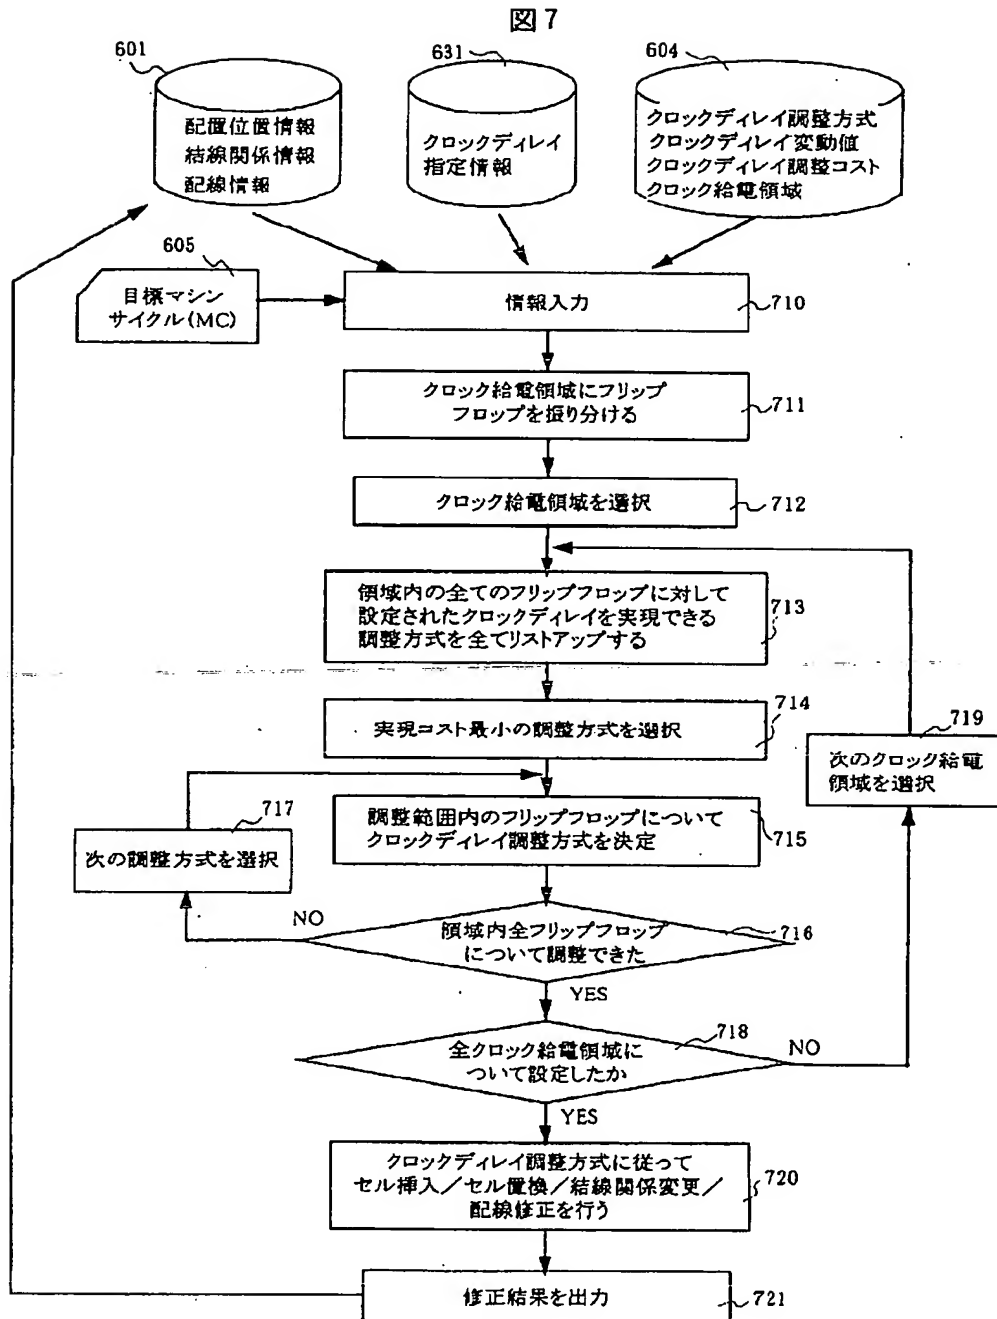 図7
601
配置位置情報
結線関係情報
配線情報
631
クロックディレイ
指定情報
604
クロックディレイ調整方式
クロックディレイ変動値
クロックディレイ調整コスト
クロック給電領域
605
目標マシン
サイクル(MC)
情報入力
710
クロック給電領域にフリップ
フロップを振り分ける
711
クロック給電領域を選択
712
領域内の全てのフリップフロップに対して
設定されたクロックディレイを実現できる
調整方式を全てリストアップする
713
実現コスト最小の調整方式を選択
714
719
次のクロック給電
領域を選択
717
次の調整方式を選択
調整範囲内のフリップフロップについて
クロックディレイ調整方式を決定
715
NO
領域内全フリップフロップ
について調整できた
716
YES
全クロック給電領域に
ついて設定したか
718
NO
YES
クロックディレイ調整方式に従って
セル挿入/セル置換/結線関係変更/
配線修正を行う
720
修正結果を出力
721